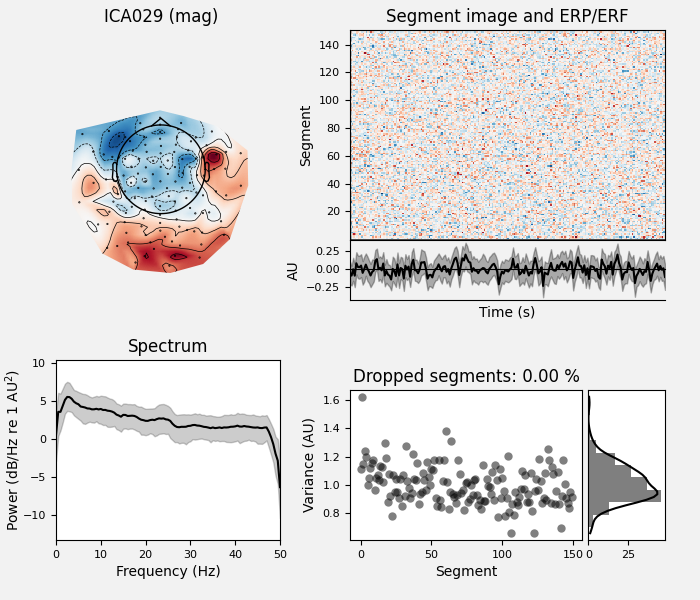 ICA029 (mag)
Segment image and ERP/ERF
Segment
140
120
100
80
60
40
20
AU
0.25
0.00
−0.25
Time (s)
Spectrum
Power (dB/Hz re 1 AU²)
10
5
0
−5
−10
0 10 20 30 40 50
Frequency (Hz)
Dropped segments: 0.00 %
Variance (AU)
1.6
1.4
1.2
1.0
0.8
0 50 100 150
Segment
0 25